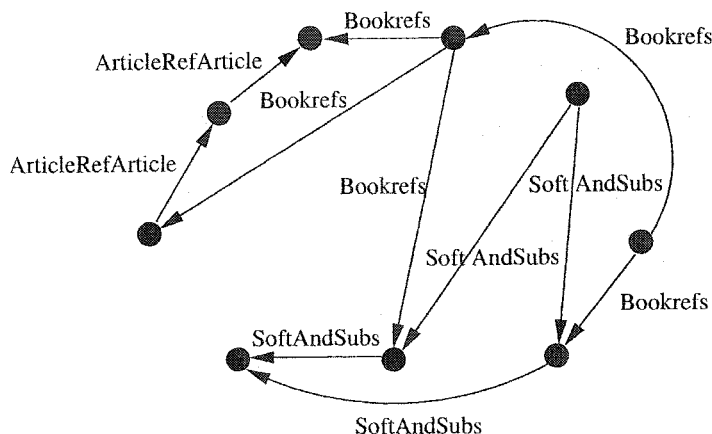 Bookrefs
Bookrefs
ArticleRefArticle
Bookrefs
ArticleRefArticle
Bookrefs
Soft AndSubs
Soft AndSubs
Bookrefs
SoftAndSubs
SoftAndSubs